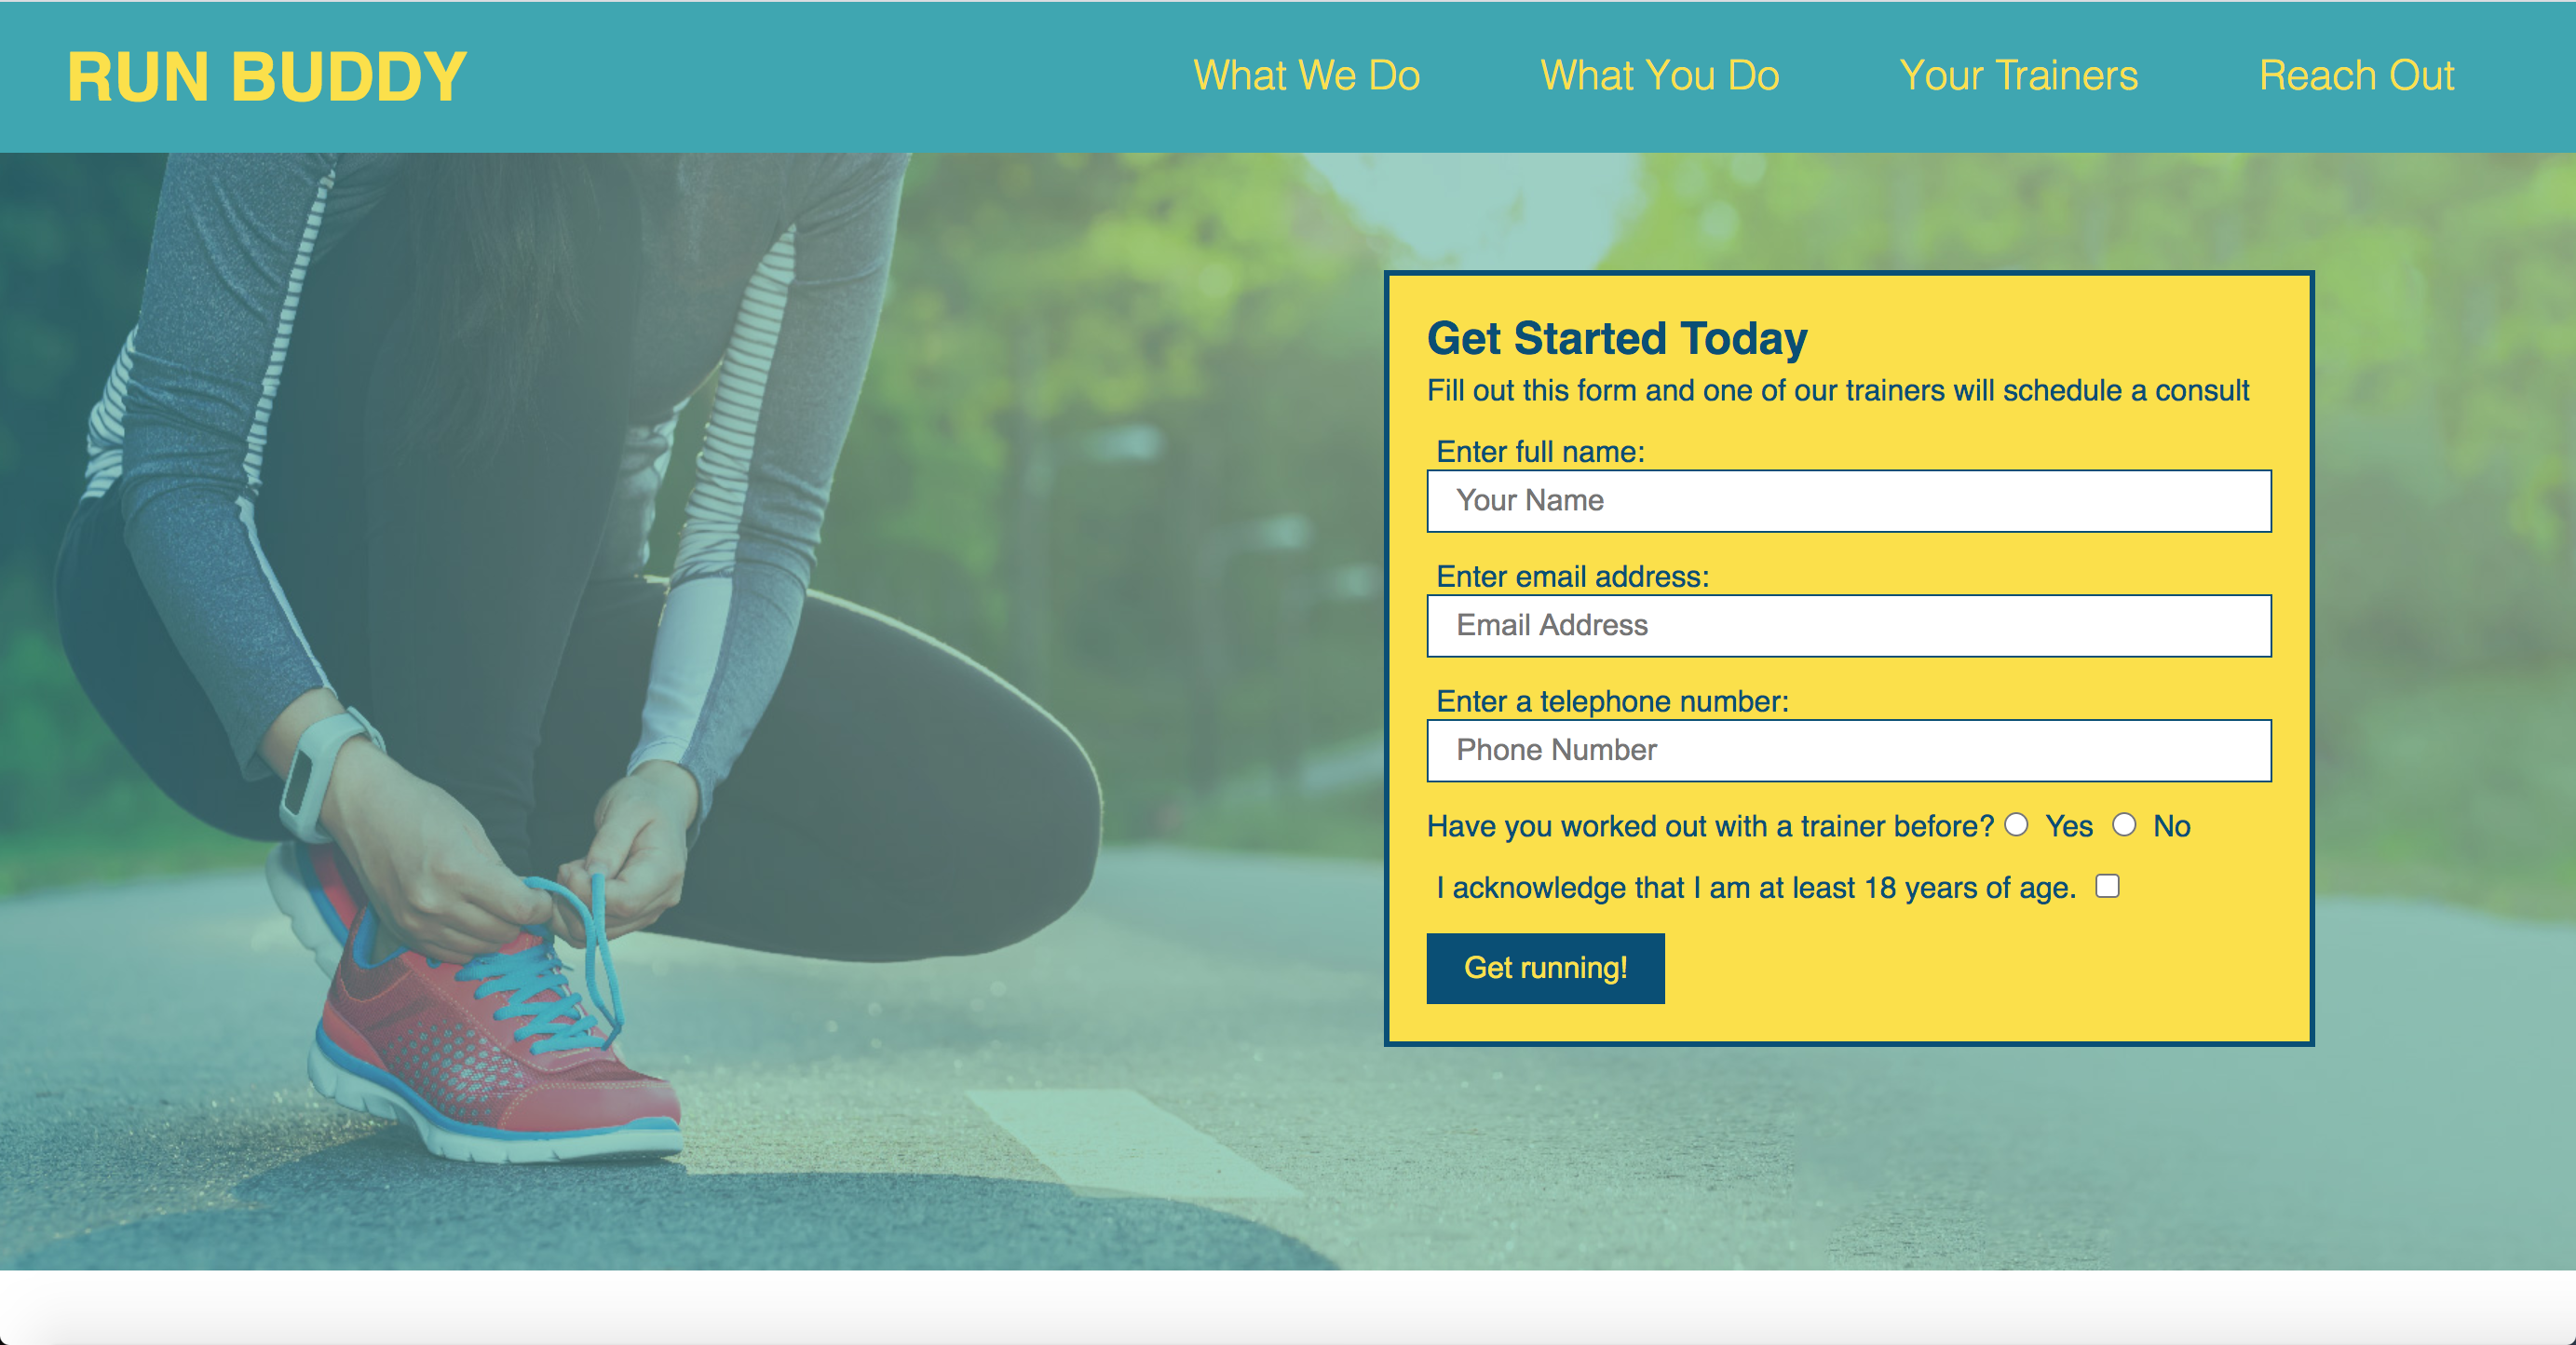 RUN BUDDY
What We Do What You Do Your Trainers Reach Out
Get Started Today
Fill out this form and one of our trainers will schedule a consult
Enter full name:
Your Name
Enter email address:
Email Address
Enter a telephone number:
Phone Number
Have you worked out with a trainer before? Yes No
I acknowledge that I am at least 18 years of age.
Get running!